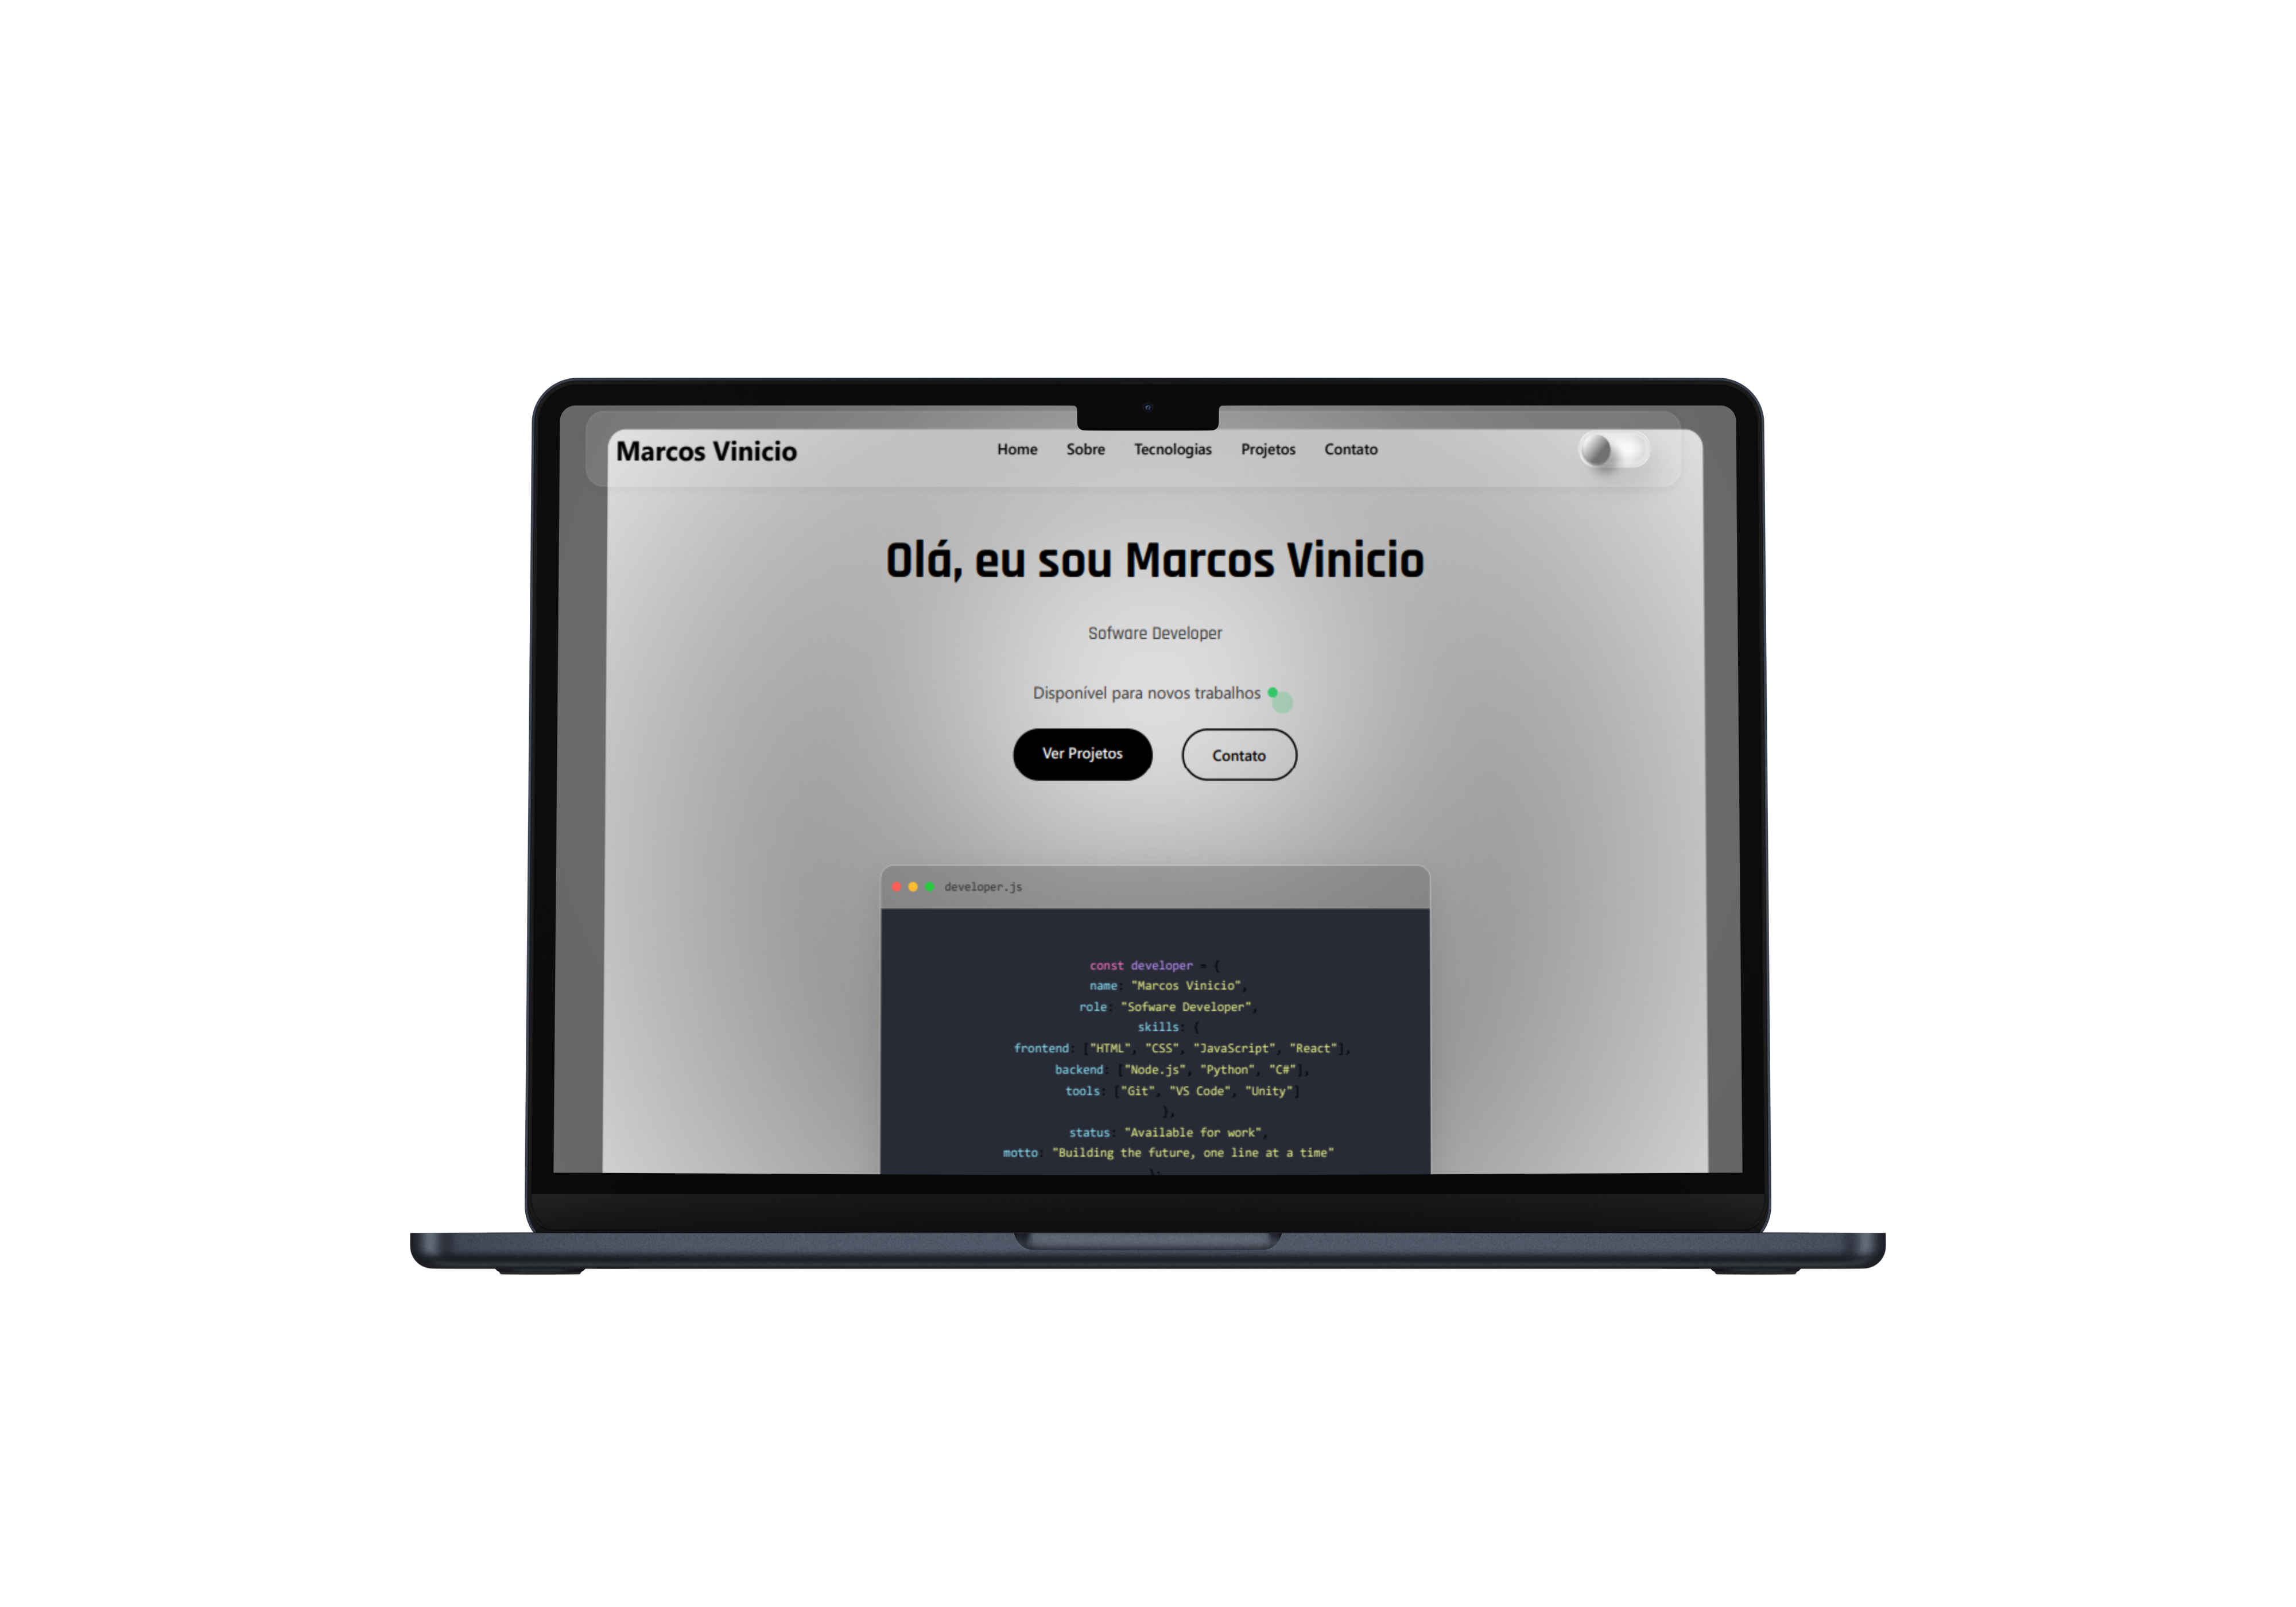 Marcos Vinicio
Home Sobre Tecnologias Projetos Contato
Olá, eu sou Marcos Vinicio
Sofware Developer
Disponível para novos trabalhos
Ver Projetos Contato
developer.js
const developer = {
name: "Marcos Vinicio",
role: "Sofware Developer",
skills: {
frontend: ["HTML", "CSS", "JavaScript", "React"],
backend: ["Node.js", "Python", "C#"],
tools: ["Git", "VS Code", "Unity"]
},
status: "Available for work",
motto: "Building the future, one line at a time"
};